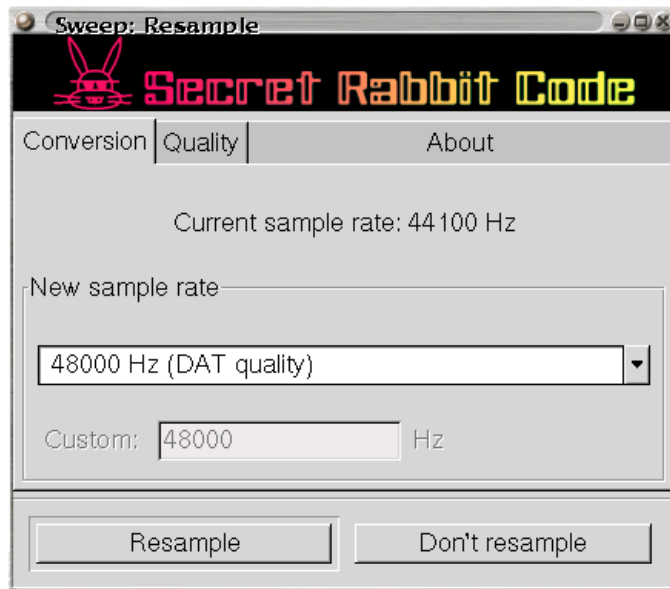 Sweep: Resample
Secret Rabbit Code
Conversion Quality About
Current sample rate: 44100 Hz
New sample rate
48000 Hz (DAT quality)
Custom: 48000 Hz
Resample Don't resample